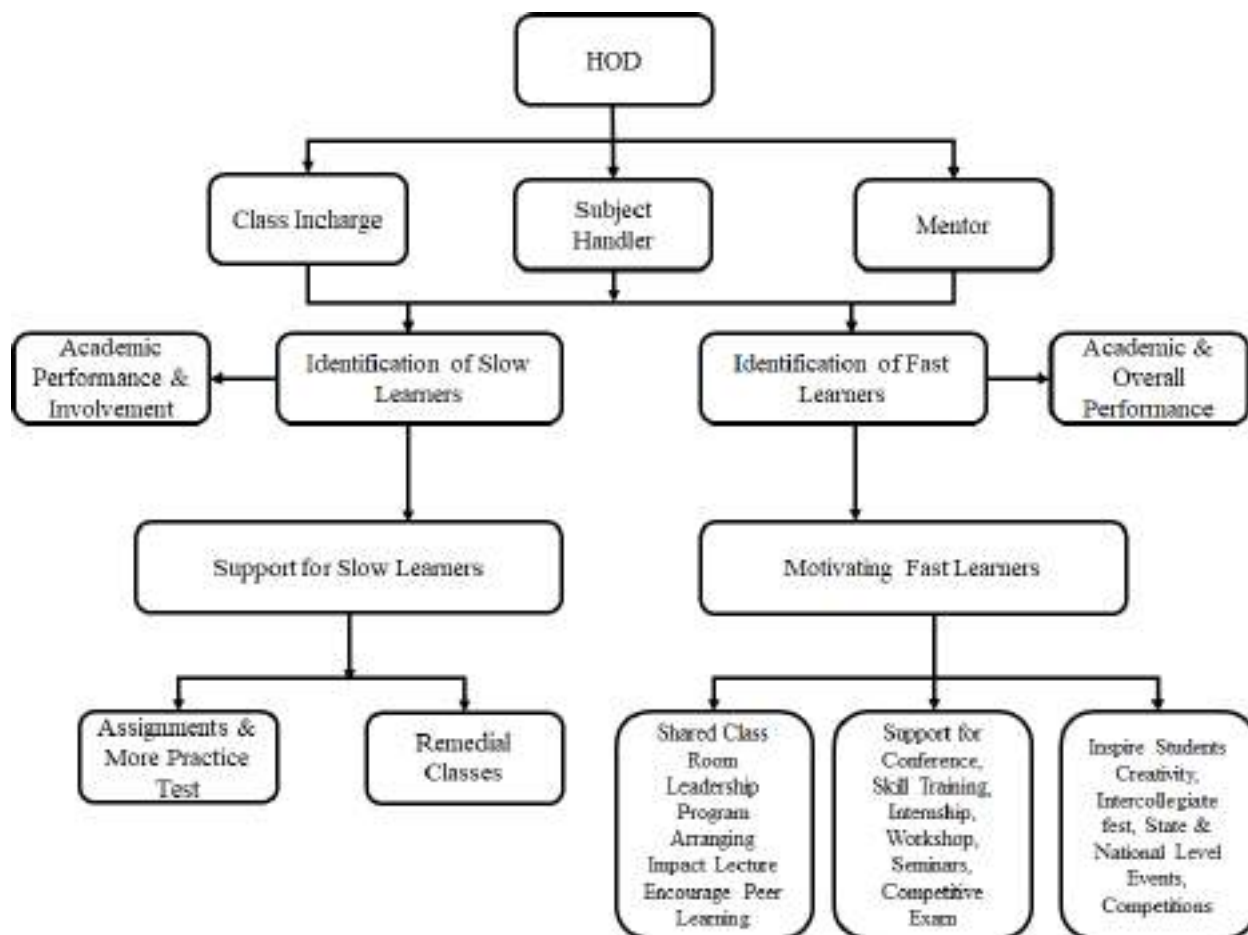 HOD
Class Incharge
Subject
Handler
Mentor
Academic
Performance &
Involvement
Identification of Slow
Learners
Identification of Fast
Learners
Academic &
Overall
Performance
Support for Slow Learners
Motivating Fast Learners
Assignments &
More Practice
Test
Remedial
Classes
Shared Class
Room
Leadership
Program
Arranging
Impact Lecture
Encourage Peer
Learning
Support for
Conference,
Skill Training,
Internship,
Workshop,
Seminars,
Competitive
Exam
Inspire Students
Creativity,
Intercollegiate
fest, State &
National Level
Events,
Competitions